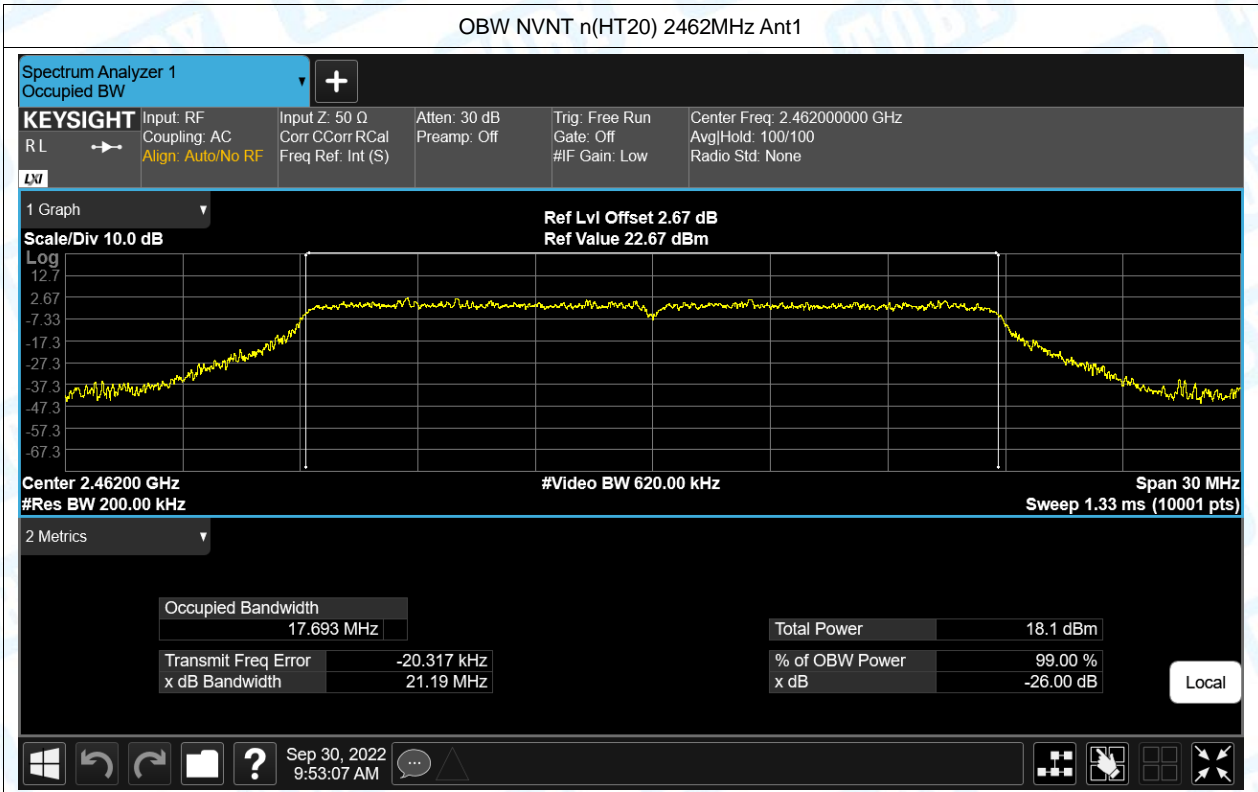 OBW NVNT n(HT20) 2462MHz Ant1
Spectrum Analyzer 1
Occupied BW
KEYSIGHT
RL
LXI
Input: RF
Coupling: AC
Align: Auto/No RF
Input Z: 50 Ω
Corr CCorr RCal
Freq Ref: Int (S)
Atten: 30 dB
Preamp: Off
Trig: Free Run
Gate: Off
#IF Gain: Low
Center Freq: 2.462000000 GHz
Avg|Hold: 100/100
Radio Std: None
1 Graph
Scale/Div 10.0 dB
Ref Lvl Offset 2.67 dB
Ref Value 22.67 dBm
Log
12.7
2.67
-7.33
-17.3
-27.3
-37.3
-47.3
-57.3
-67.3
Center 2.46200 GHz
#Res BW 200.00 kHz
#Video BW 620.00 kHz
Span 30 MHz
Sweep 1.33 ms (10001 pts)
2 Metrics
Occupied Bandwidth
17.693 MHz
Transmit Freq Error -20.317 kHz
x dB Bandwidth 21.19 MHz
Total Power 18.1 dBm
% of OBW Power 99.00 %
x dB -26.00 dB
Local
?
Sep 30, 2022
9:53:07 AM